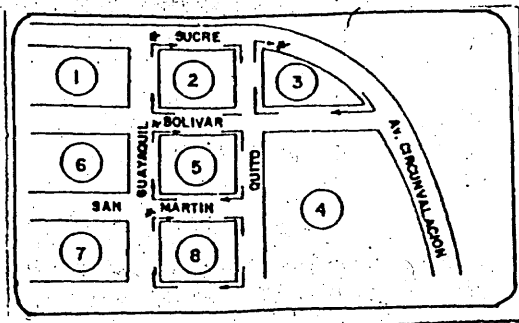 SUCRE
1
2
3
BOLIVAR
GUAYAQUIL
6
5
QUITO
4
AV. CIRCUNVALACION
SAN MARTIN
7
8